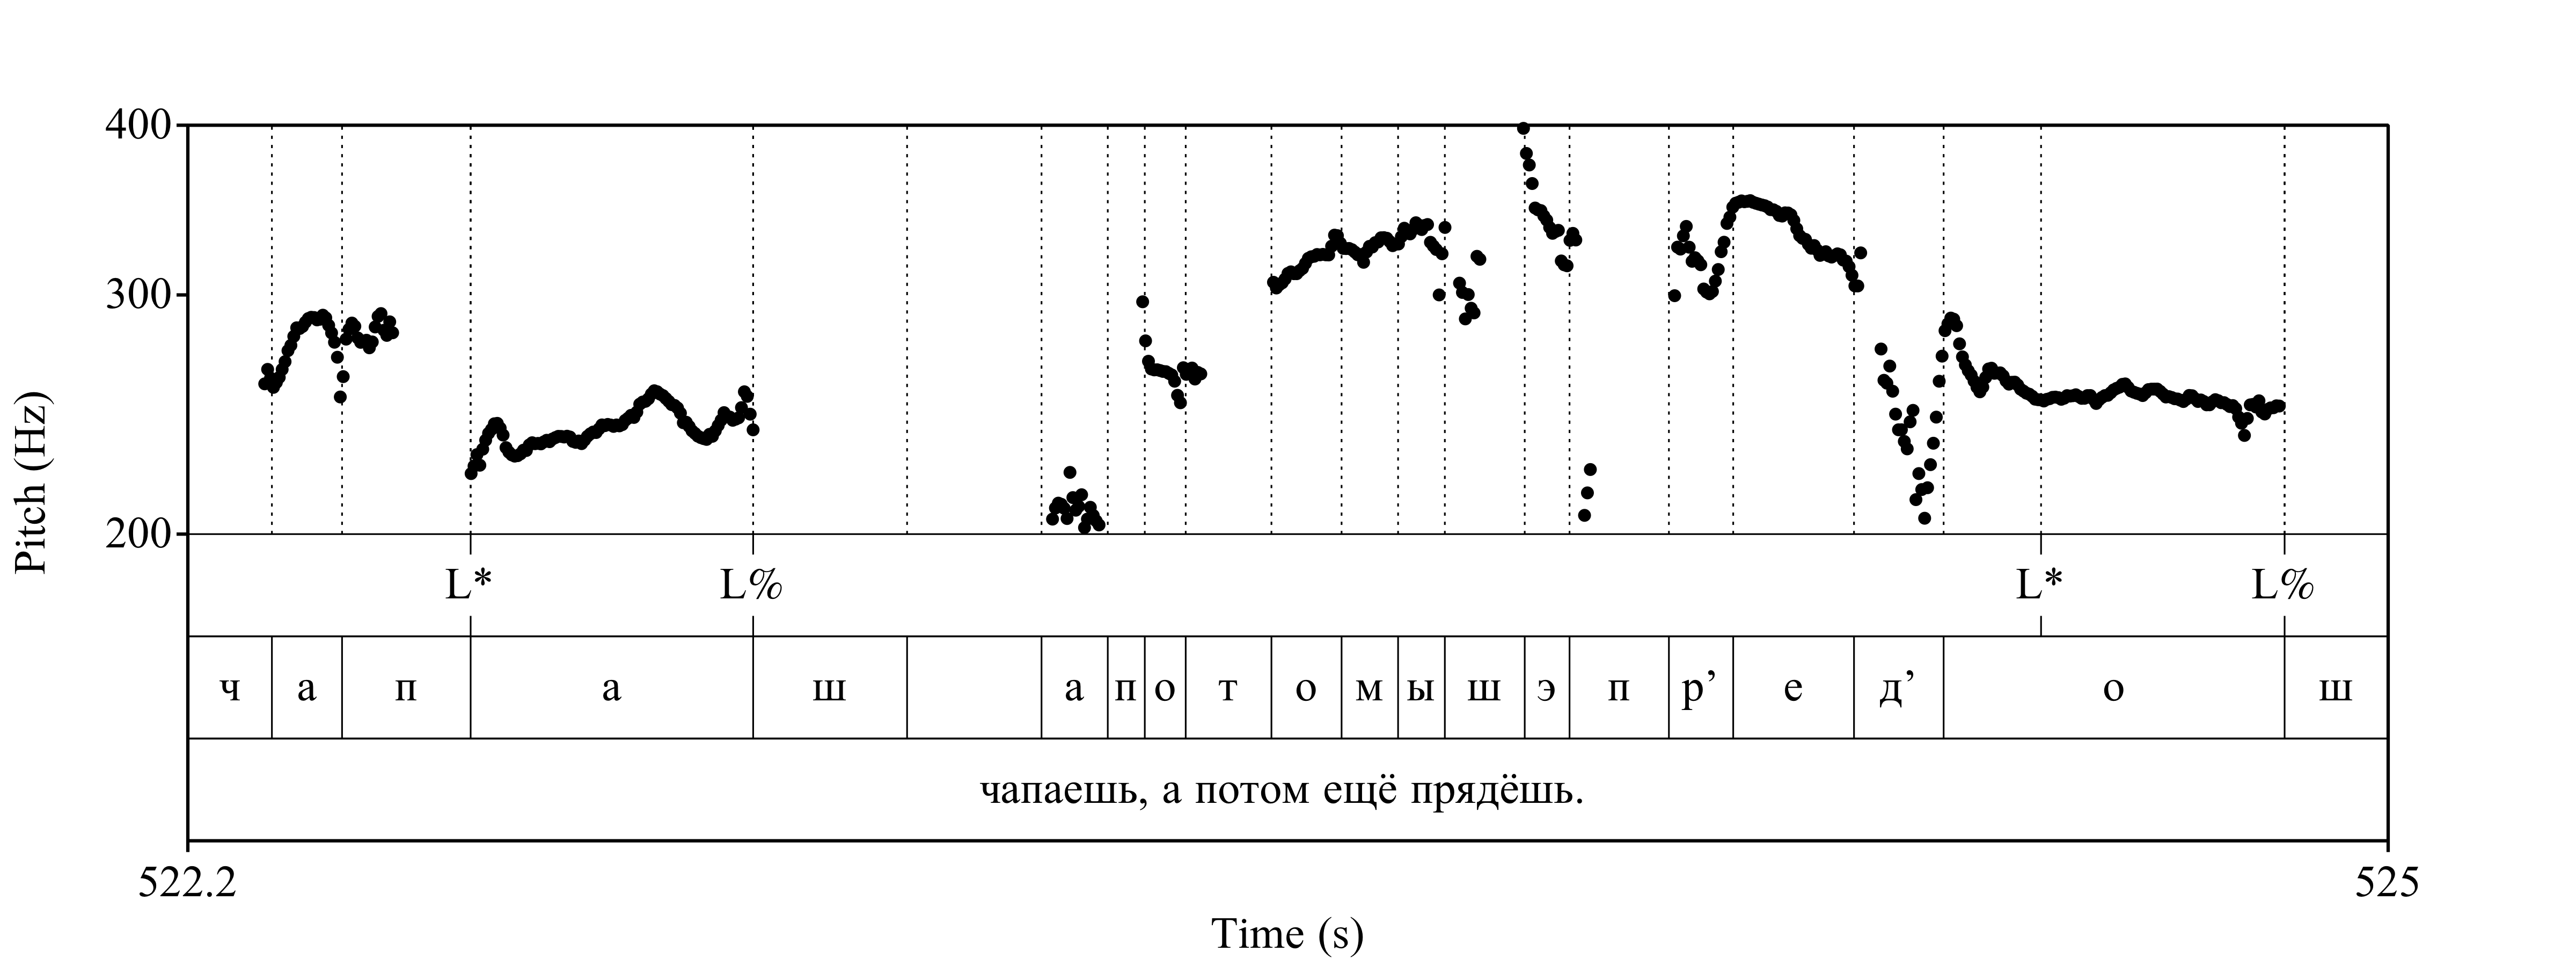 400
300
200
Pitch (Hz)
L* L% L* L%
ч а п а ш а п о т о м ы ш э п р’ е д’ о ш
чапаешь, а потом ещё прядёшь.
522.2 525
Time (s)